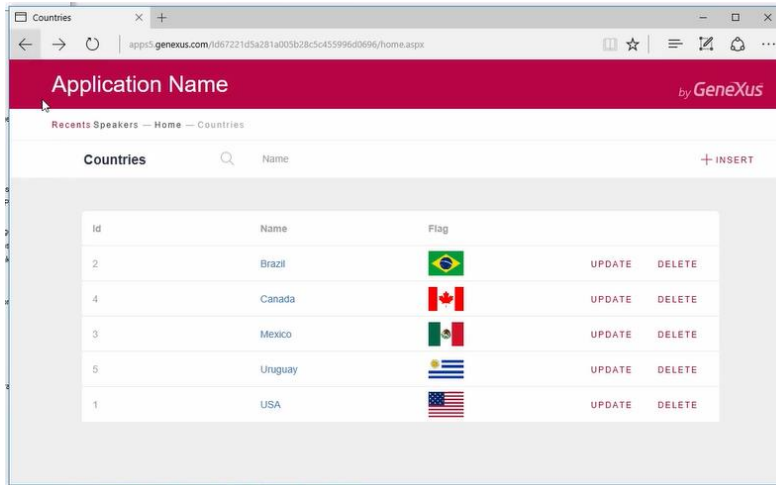 Countries
apps5.genexus.com/Id67221d5a281a005b28c5c455996d0696/home.aspx
Application Name
by GeneXus
Recents Speakers — Home — Countries
Countries Name INSERT
Id Name Flag
2 Brazil UPDATE DELETE
4 Canada UPDATE DELETE
3 Mexico UPDATE DELETE
5 Uruguay UPDATE DELETE
1 USA UPDATE DELETE